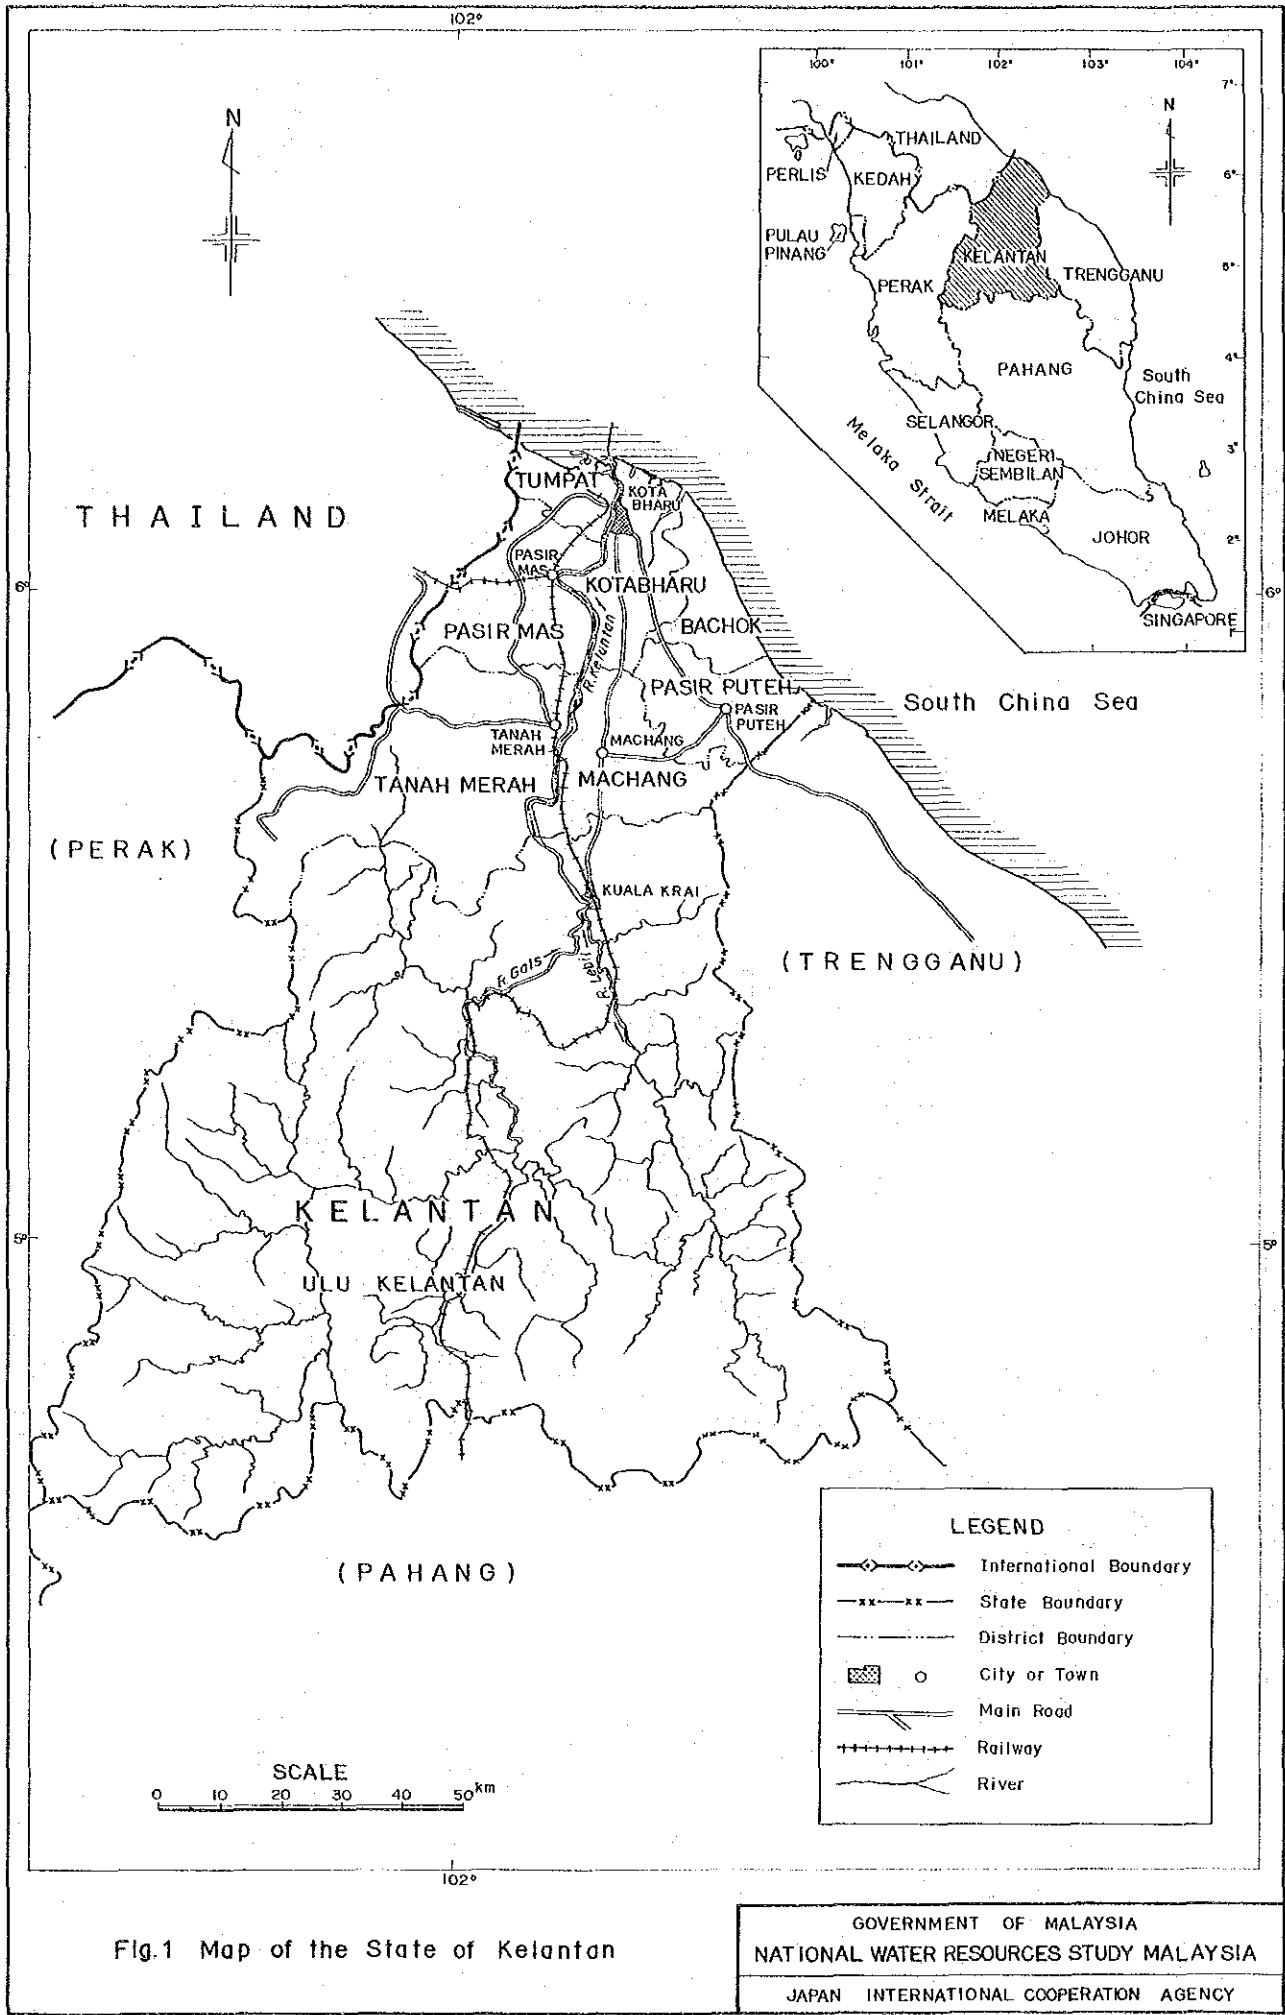 102°
N
100° 101° 102° 103° 104°
7°
N
THAILAND
PERLIS
KEDAH
6°
PULAU
PINANG
KELANTAN
5°
TRENGGANU
PERAK
4°
PAHANG
South
China Sea
SELANGOR
Melaka Strait
3°
NEGERI
SEMBILAN
MELAKA
JOHOR
2°
SINGAPORE
1°
THAILAND
TUMPAT
KOTA
BHARU
PASIR
MAS
6°
6°
KOTABHARU
PASIR MAS
BACHOK
R. Kelantan
PASIR PUTEH
PASIR
PUTEH
South China Sea
TANAH
MERAH
MACHANG
TANAH MERAH
MACHANG
(PERAK)
KUALA KRAI
(TRENGGANU)
R. Gals
R. Lebir
KELANTAN
5°
5°
ULU KELANTAN
(PAHANG)
LEGEND
International Boundary
State Boundary
District Boundary
City or Town
Main Road
Railway
River
SCALE
0 10 20 30 40 50 km
102°
Fig.1 Map of the State of Kelantan
GOVERNMENT OF MALAYSIA
NATIONAL WATER RESOURCES STUDY MALAYSIA
JAPAN INTERNATIONAL COOPERATION AGENCY